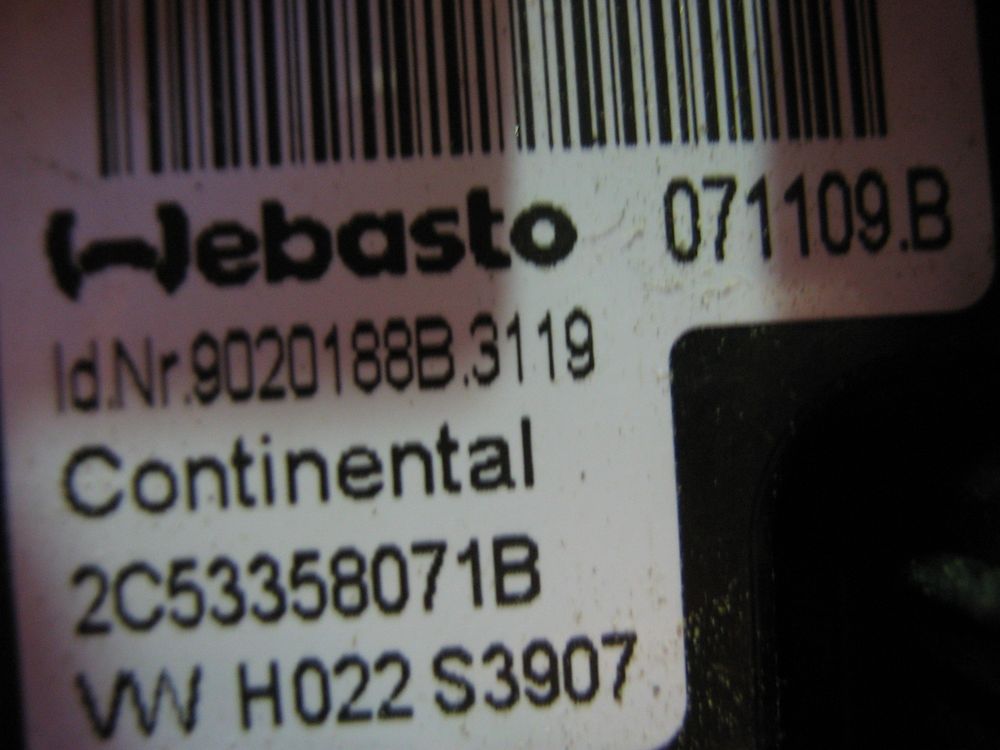 Webasto 071109.B
Id.Nr.9020188B.3119
Continental
2C53358071B
VW H022 S3907